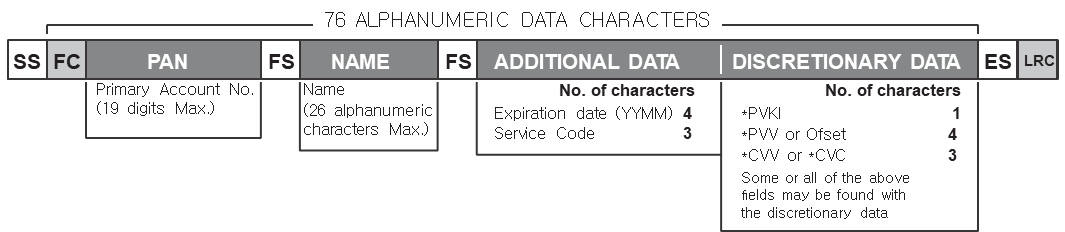 76 ALPHANUMERIC DATA CHARACTERS
SS FC PAN FS NAME FS ADDITIONAL DATA DISCRETIONARY DATA ES LRC
Primary Account No.
(19 digits Max.)
Name
(26 alphanumeric
characters Max.)
No. of characters
Expiration date (YYMM) 4
Service Code 3
No. of characters
*PVKI 1
*PVV or Ofset 4
*CVV or *CVC 3
Some or all of the above
fields may be found with
the discretionary data